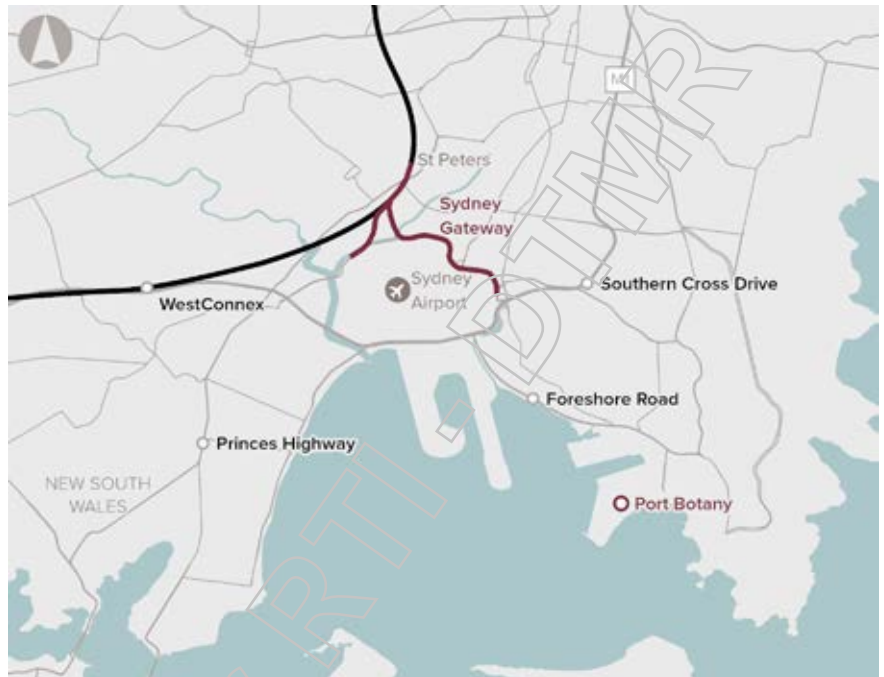 M1
St Peters
Sydney
Gateway
Sydney
Airport
Southern Cross Drive
WestConnex
Foreshore Road
Princes Highway
NEW SOUTH
WALES
Port Botany
RTI - DTMR